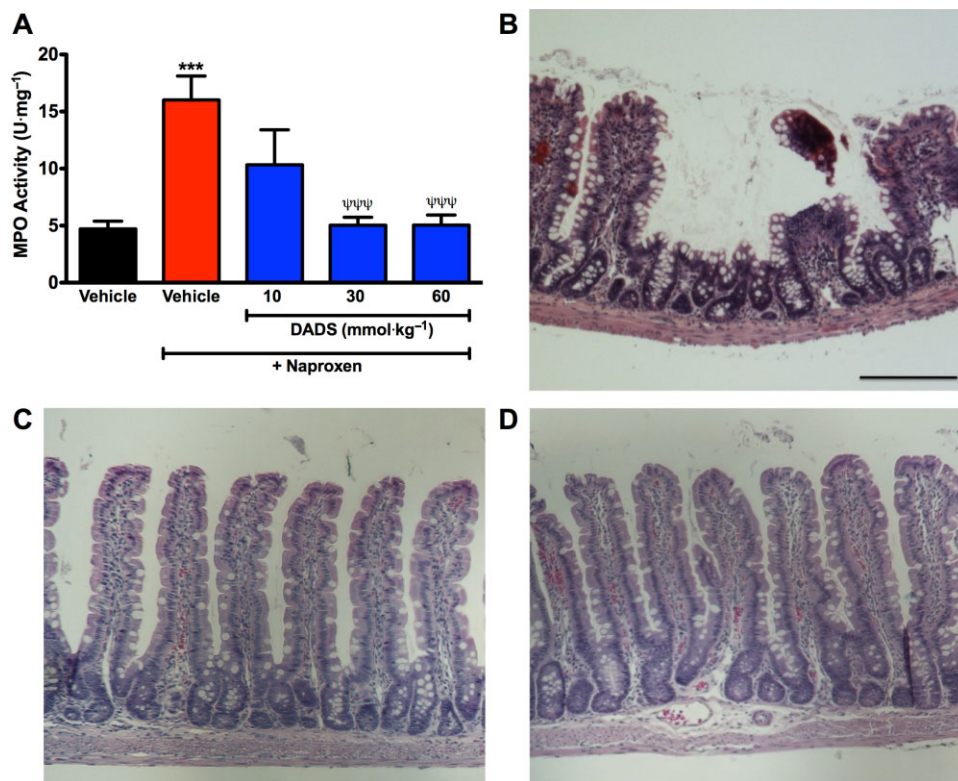 A
B
20
15
10
5
0
MPO Activity (U·mg⁻¹)
***
ψψψ
ψψψ
Vehicle
Vehicle
10
30
60
DADS (mmol·kg⁻¹)
+ Naproxen
C
D